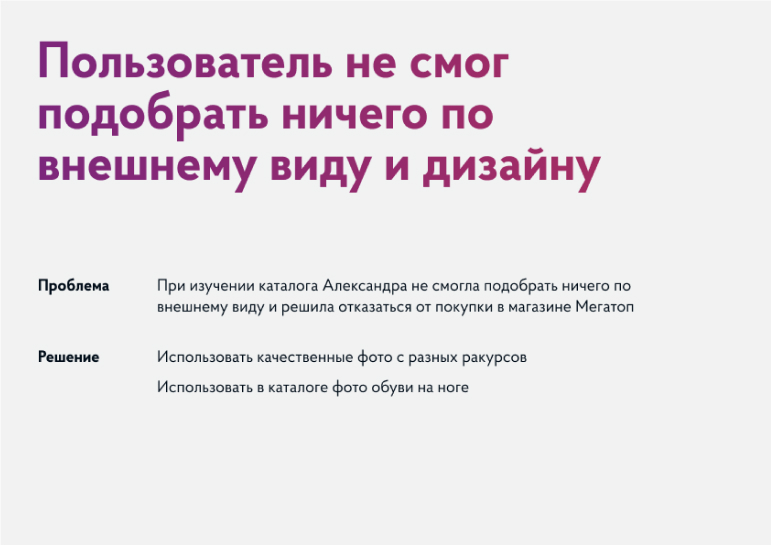 Пользователь не смог
подобрать ничего по
внешнему виду и дизайну
Проблема
При изучении каталога Александра не смогла подобрать ничего по
внешнему виду и решила отказаться от покупки в магазине Мегатоп
Решение
Использовать качественные фото с разных ракурсов
Использовать в каталоге фото обуви на ноге